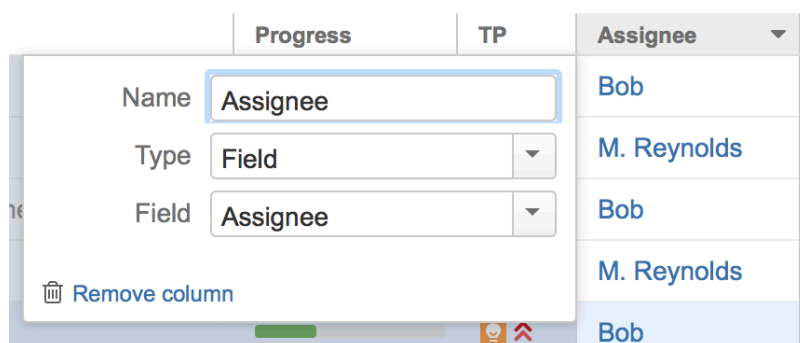 Progress TP Assignee
Name Assignee
Type Field
Field Assignee
Remove column
Bob
M. Reynolds
Bob
M. Reynolds
Bob